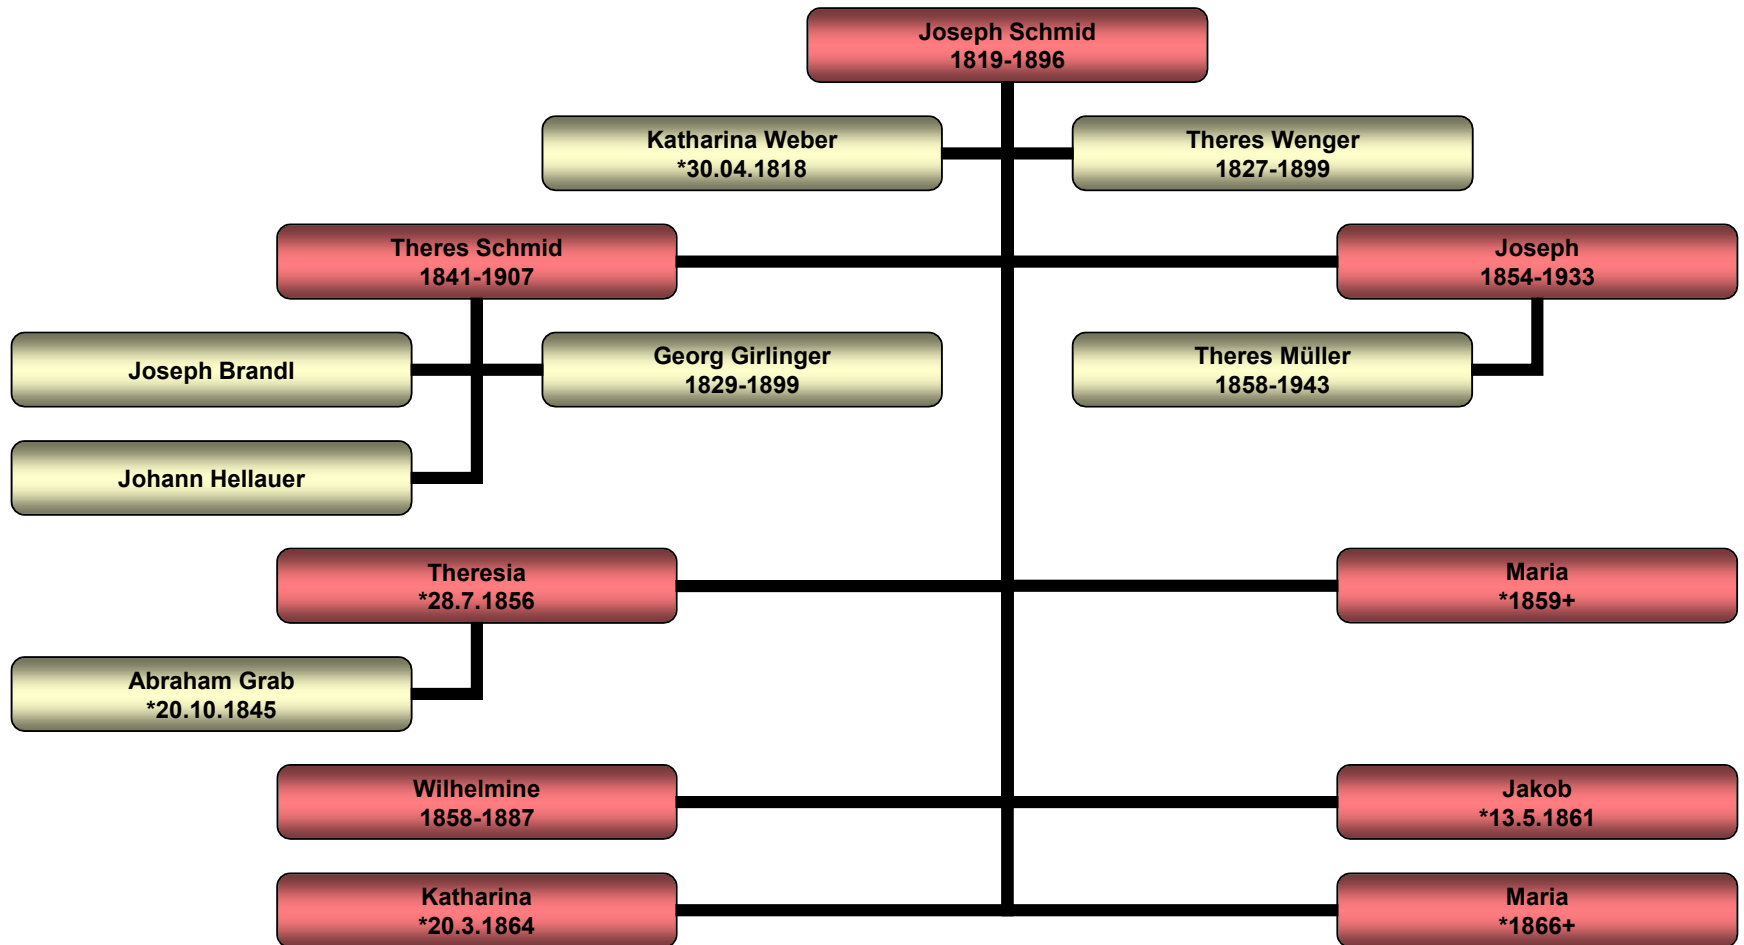 Joseph Schmid
1819-1896
Katharina Weber
*30.04.1818
Theres Wenger
1827-1899
Theres Schmid
1841-1907
Joseph
1854-1933
Joseph Brandl
Georg Girlinger
1829-1899
Theres Müller
1858-1943
Johann Hellauer
Theresia
*28.7.1856
Maria
*1859+
Abraham Grab
*20.10.1845
Wilhelmine
1858-1887
Jakob
*13.5.1861
Katharina
*20.3.1864
Maria
*1866+